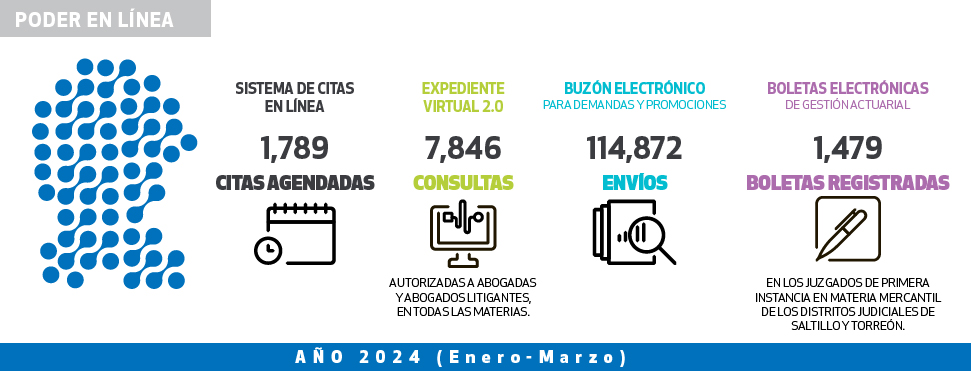 PODER EN LÍNEA
SISTEMA DE CITAS
EN LÍNEA
1,789
CITAS AGENDADAS
EXPEDIENTE
VIRTUAL 2.0
7,846
CONSULTAS
AUTORIZADAS A ABOGADAS
Y ABOGADOS LITIGANTES,
EN TODAS LAS MATERIAS.
BUZÓN ELECTRÓNICO
PARA DEMANDAS Y PROMOCIONES
114,872
ENVÍOS
BOLETAS ELECTRÓNICAS
DE GESTIÓN ACTUARIAL
1,479
BOLETAS REGISTRADAS
EN LOS JUZGADOS DE PRIMERA
INSTANCIA EN MATERIA MERCANTIL
DE LOS DISTRITOS JUDICIALES DE
SALTILLO Y TORREÓN.
AÑO 2024 (Enero-Marzo)